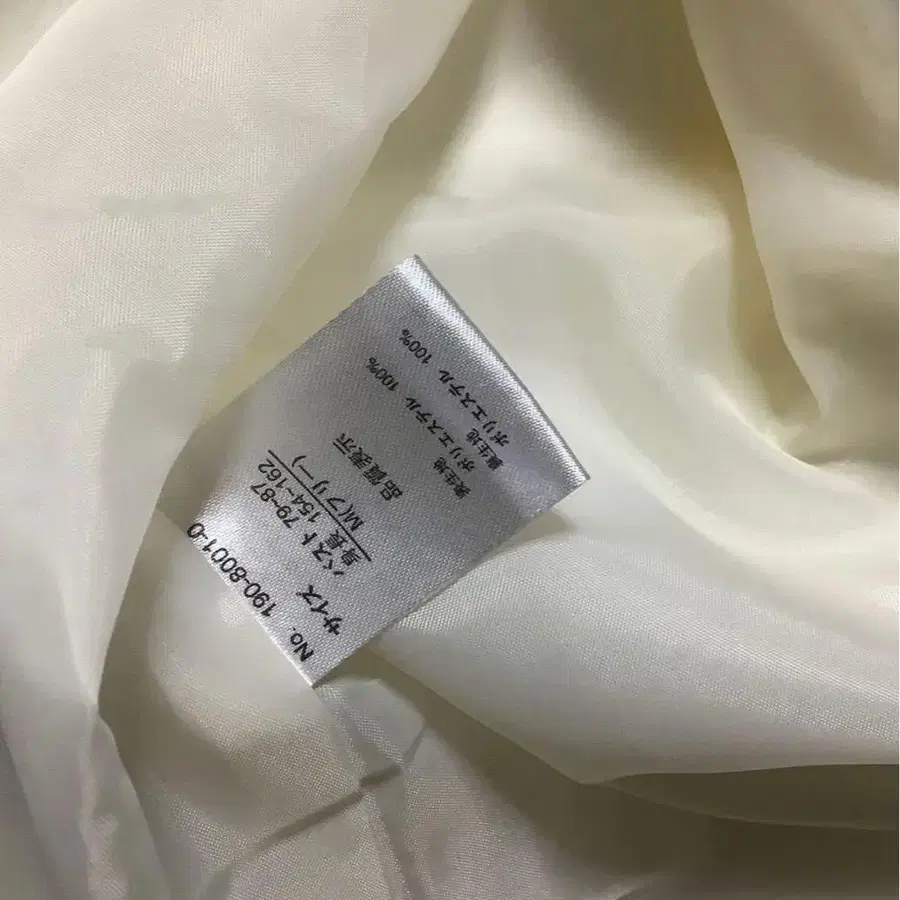 No. 190-8001-0
サイズ
バスト 79~87
身長 154~162
M(フリー)
品質表示
表生地
ポリエステル 100%
裏生地
ポリエステル 100%